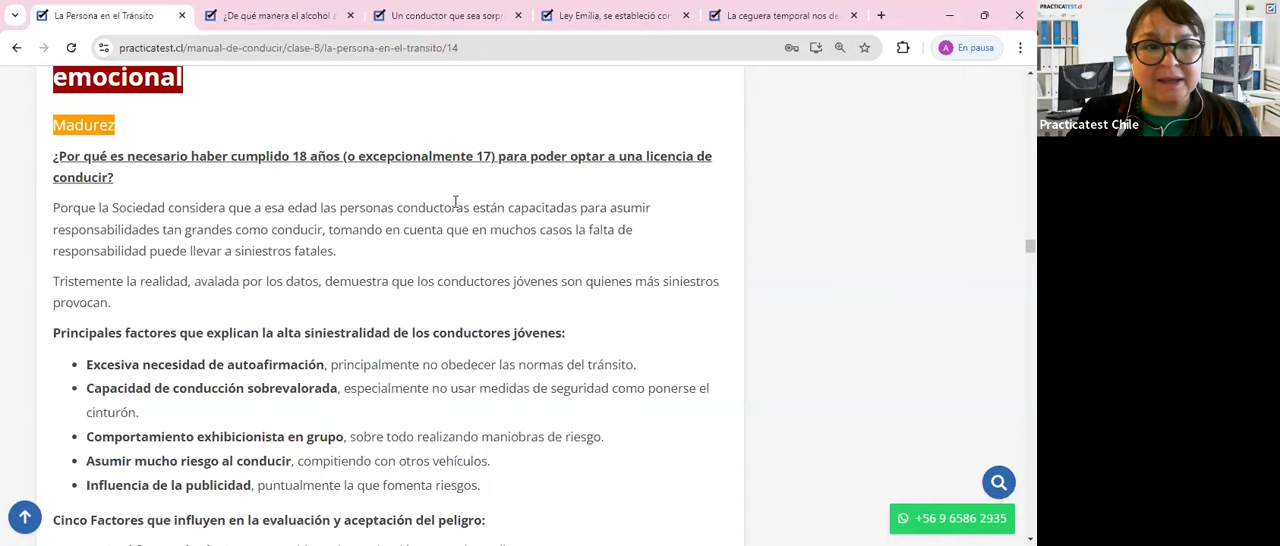 La Persona en el Tránsito
¿De qué manera el alcohol a
Un conductor que sea sorpr
Ley Emilia, se estableció con
La ceguera temporal nos de
practicatest.cl/manual-de-conducir/clase-B/la-persona-en-el-transito/14
A
En pausa
PRACTICATEST.cl
Practicatest Chile
emocional
Madurez
¿Por qué es necesario haber cumplido 18 años (o excepcionalmente 17) para poder optar a una licencia de
conducir?
Porque la Sociedad considera que a esa edad las personas conductoras están capacitadas para asumir
responsabilidades tan grandes como conducir, tomando en cuenta que en muchos casos la falta de
responsabilidad puede llevar a siniestros fatales.
Tristemente la realidad, avalada por los datos, demuestra que los conductores jóvenes son quienes más siniestros
provocan.
Principales factores que explican la alta siniestralidad de los conductores jóvenes:
Excesiva necesidad de autoafirmación, principalmente no obedecer las normas del tránsito.
Capacidad de conducción sobrevalorada, especialmente no usar medidas de seguridad como ponerse el
cinturón.
Comportamiento exhibicionista en grupo, sobre todo realizando maniobras de riesgo.
Asumir mucho riesgo al conducir, compitiendo con otros vehículos.
Influencia de la publicidad, puntualmente la que fomenta riesgos.
Cinco Factores que influyen en la evaluación y aceptación del peligro:
+56 9 6586 2935